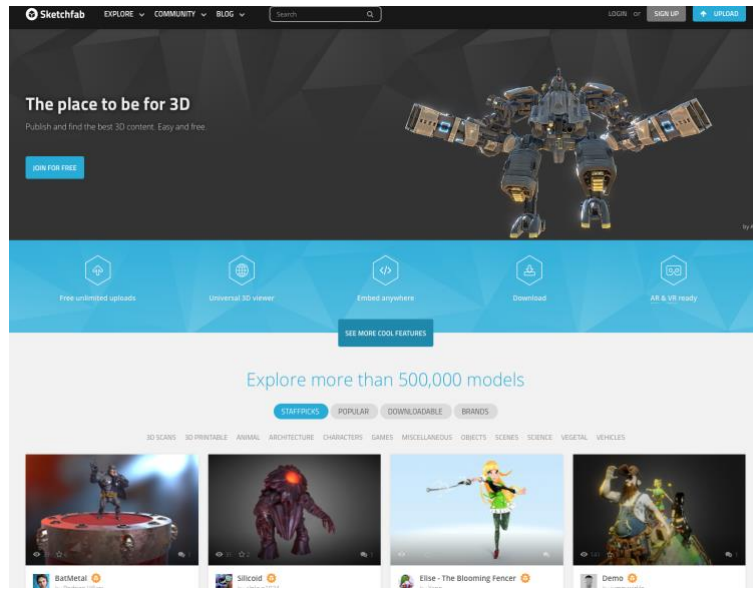 Sketchfab EXPLORE COMMUNITY BLOG Search LOGIN or SIGN UP UPLOAD
The place to be for 3D
Publish and find the best 3D content. Easy and free.
JOIN FOR FREE
by
Free unlimited uploads Universal 3D viewer Embed anywhere Download AR & VR ready
SEE MORE COOL FEATURES
Explore more than 500,000 models
STAFFPICKS POPULAR DOWNLOADABLE BRANDS
3D SCANS 3D PRINTABLE ANIMAL ARCHITECTURE CHARACTERS GAMES MISCELLANEOUS OBJECTS SCENES SCIENCE VEGETAL VEHICLES
BatMetal Silicoid Elise - The Blooming Fencer Demo